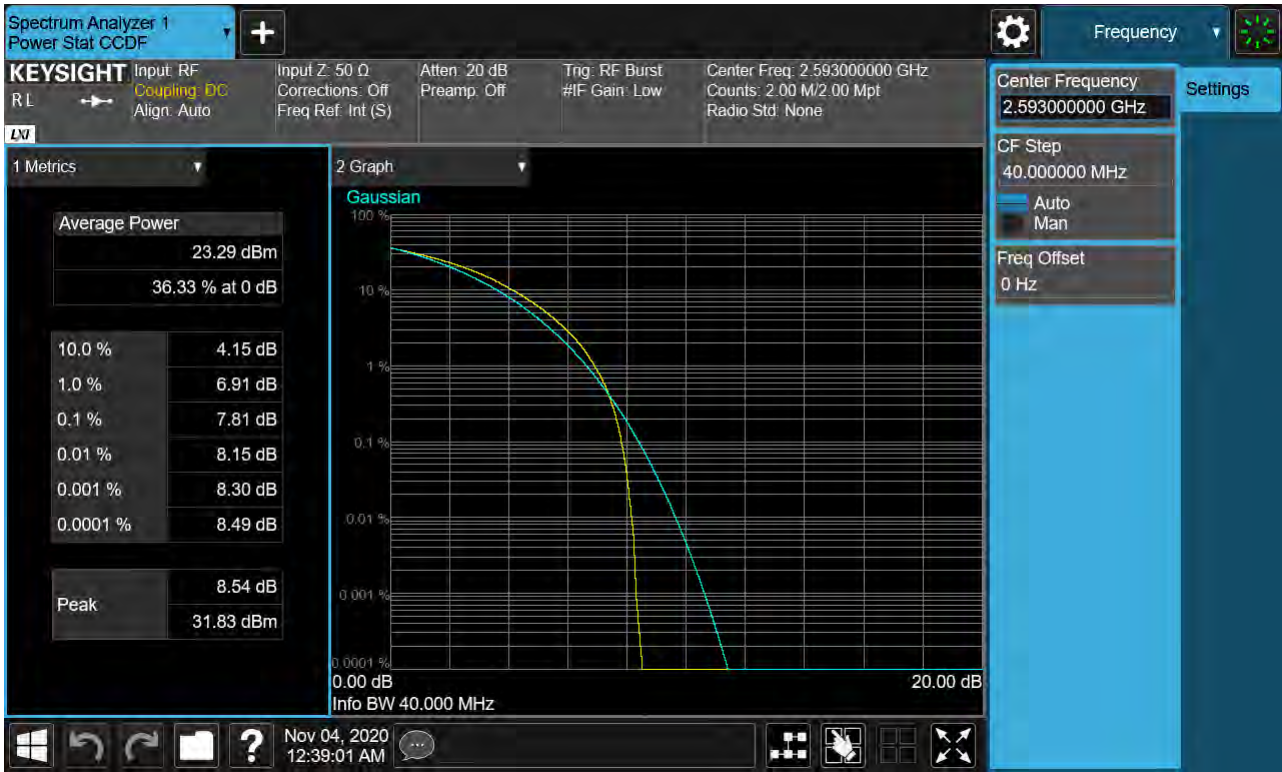 Spectrum Analyzer 1
Power Stat CCDF
+
Frequency
KEYSIGHT
RL
LXI
Input: RF
Coupling: DC
Align: Auto
Input Z: 50 Ω
Corrections: Off
Freq Ref: Int (S)
Atten: 20 dB
Preamp: Off
Trig: RF Burst
#IF Gain: Low
Center Freq: 2.593000000 GHz
Counts: 2.00 M/2.00 Mpt
Radio Std: None
Center Frequency
2.593000000 GHz
Settings
CF Step
40.000000 MHz
Auto
Man
Freq Offset
0 Hz
1 Metrics
Average Power
23.29 dBm
36.33 % at 0 dB
10.0 % 4.15 dB
1.0 % 6.91 dB
0.1 % 7.81 dB
0.01 % 8.15 dB
0.001 % 8.30 dB
0.0001 % 8.49 dB
Peak
8.54 dB
31.83 dBm
2 Graph
Gaussian
100 %
10 %
1 %
0.1 %
0.01 %
0.001 %
0.0001 %
0.00 dB 20.00 dB
Info BW 40.000 MHz
?
Nov 04, 2020
12:39:01 AM